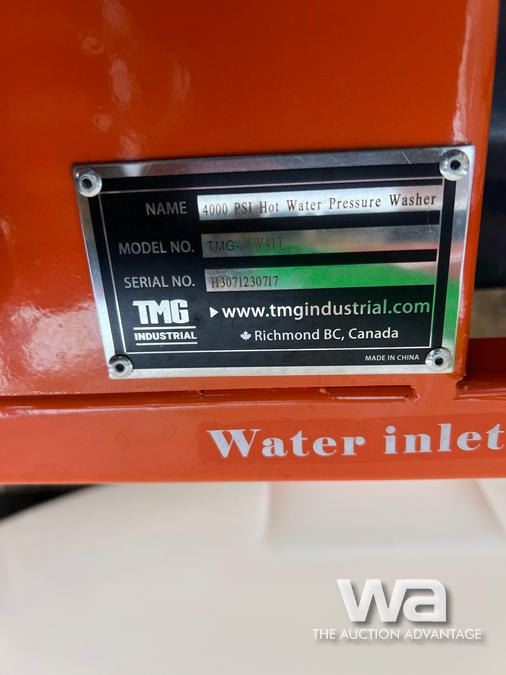 NAME 4000 PSI Hot Water Pressure Washer
MODEL NO.
SERIAL NO. H3071230717
TMG INDUSTRIAL
www.tmgindustrial.com
Richmond BC, Canada
MADE IN CHINA
Water inlet
wa
THE AUCTION ADVANTAGE